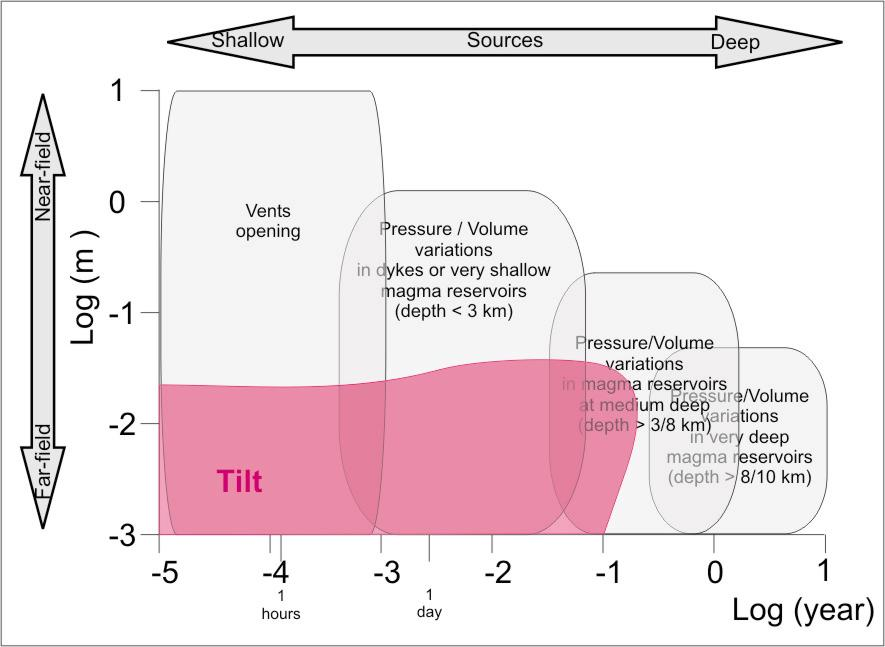 Shallow
Sources
Deep
Near-field
Far-field
Log (m )
1
0
-1
-2
-3
Vents
opening
Pressure / Volume
variations
in dykes or very shallow
magma reservoirs
(depth < 3 km)
Pressure/Volume
variations
in magma reservoirs
at medium deep
(depth > 3/8 km)
Pressure/Volume
variations
in very deep
magma reservoirs
(depth > 8/10 km)
Tilt
-5
-4
-3
-2
-1
0
1
1
hours
1
day
Log (year)